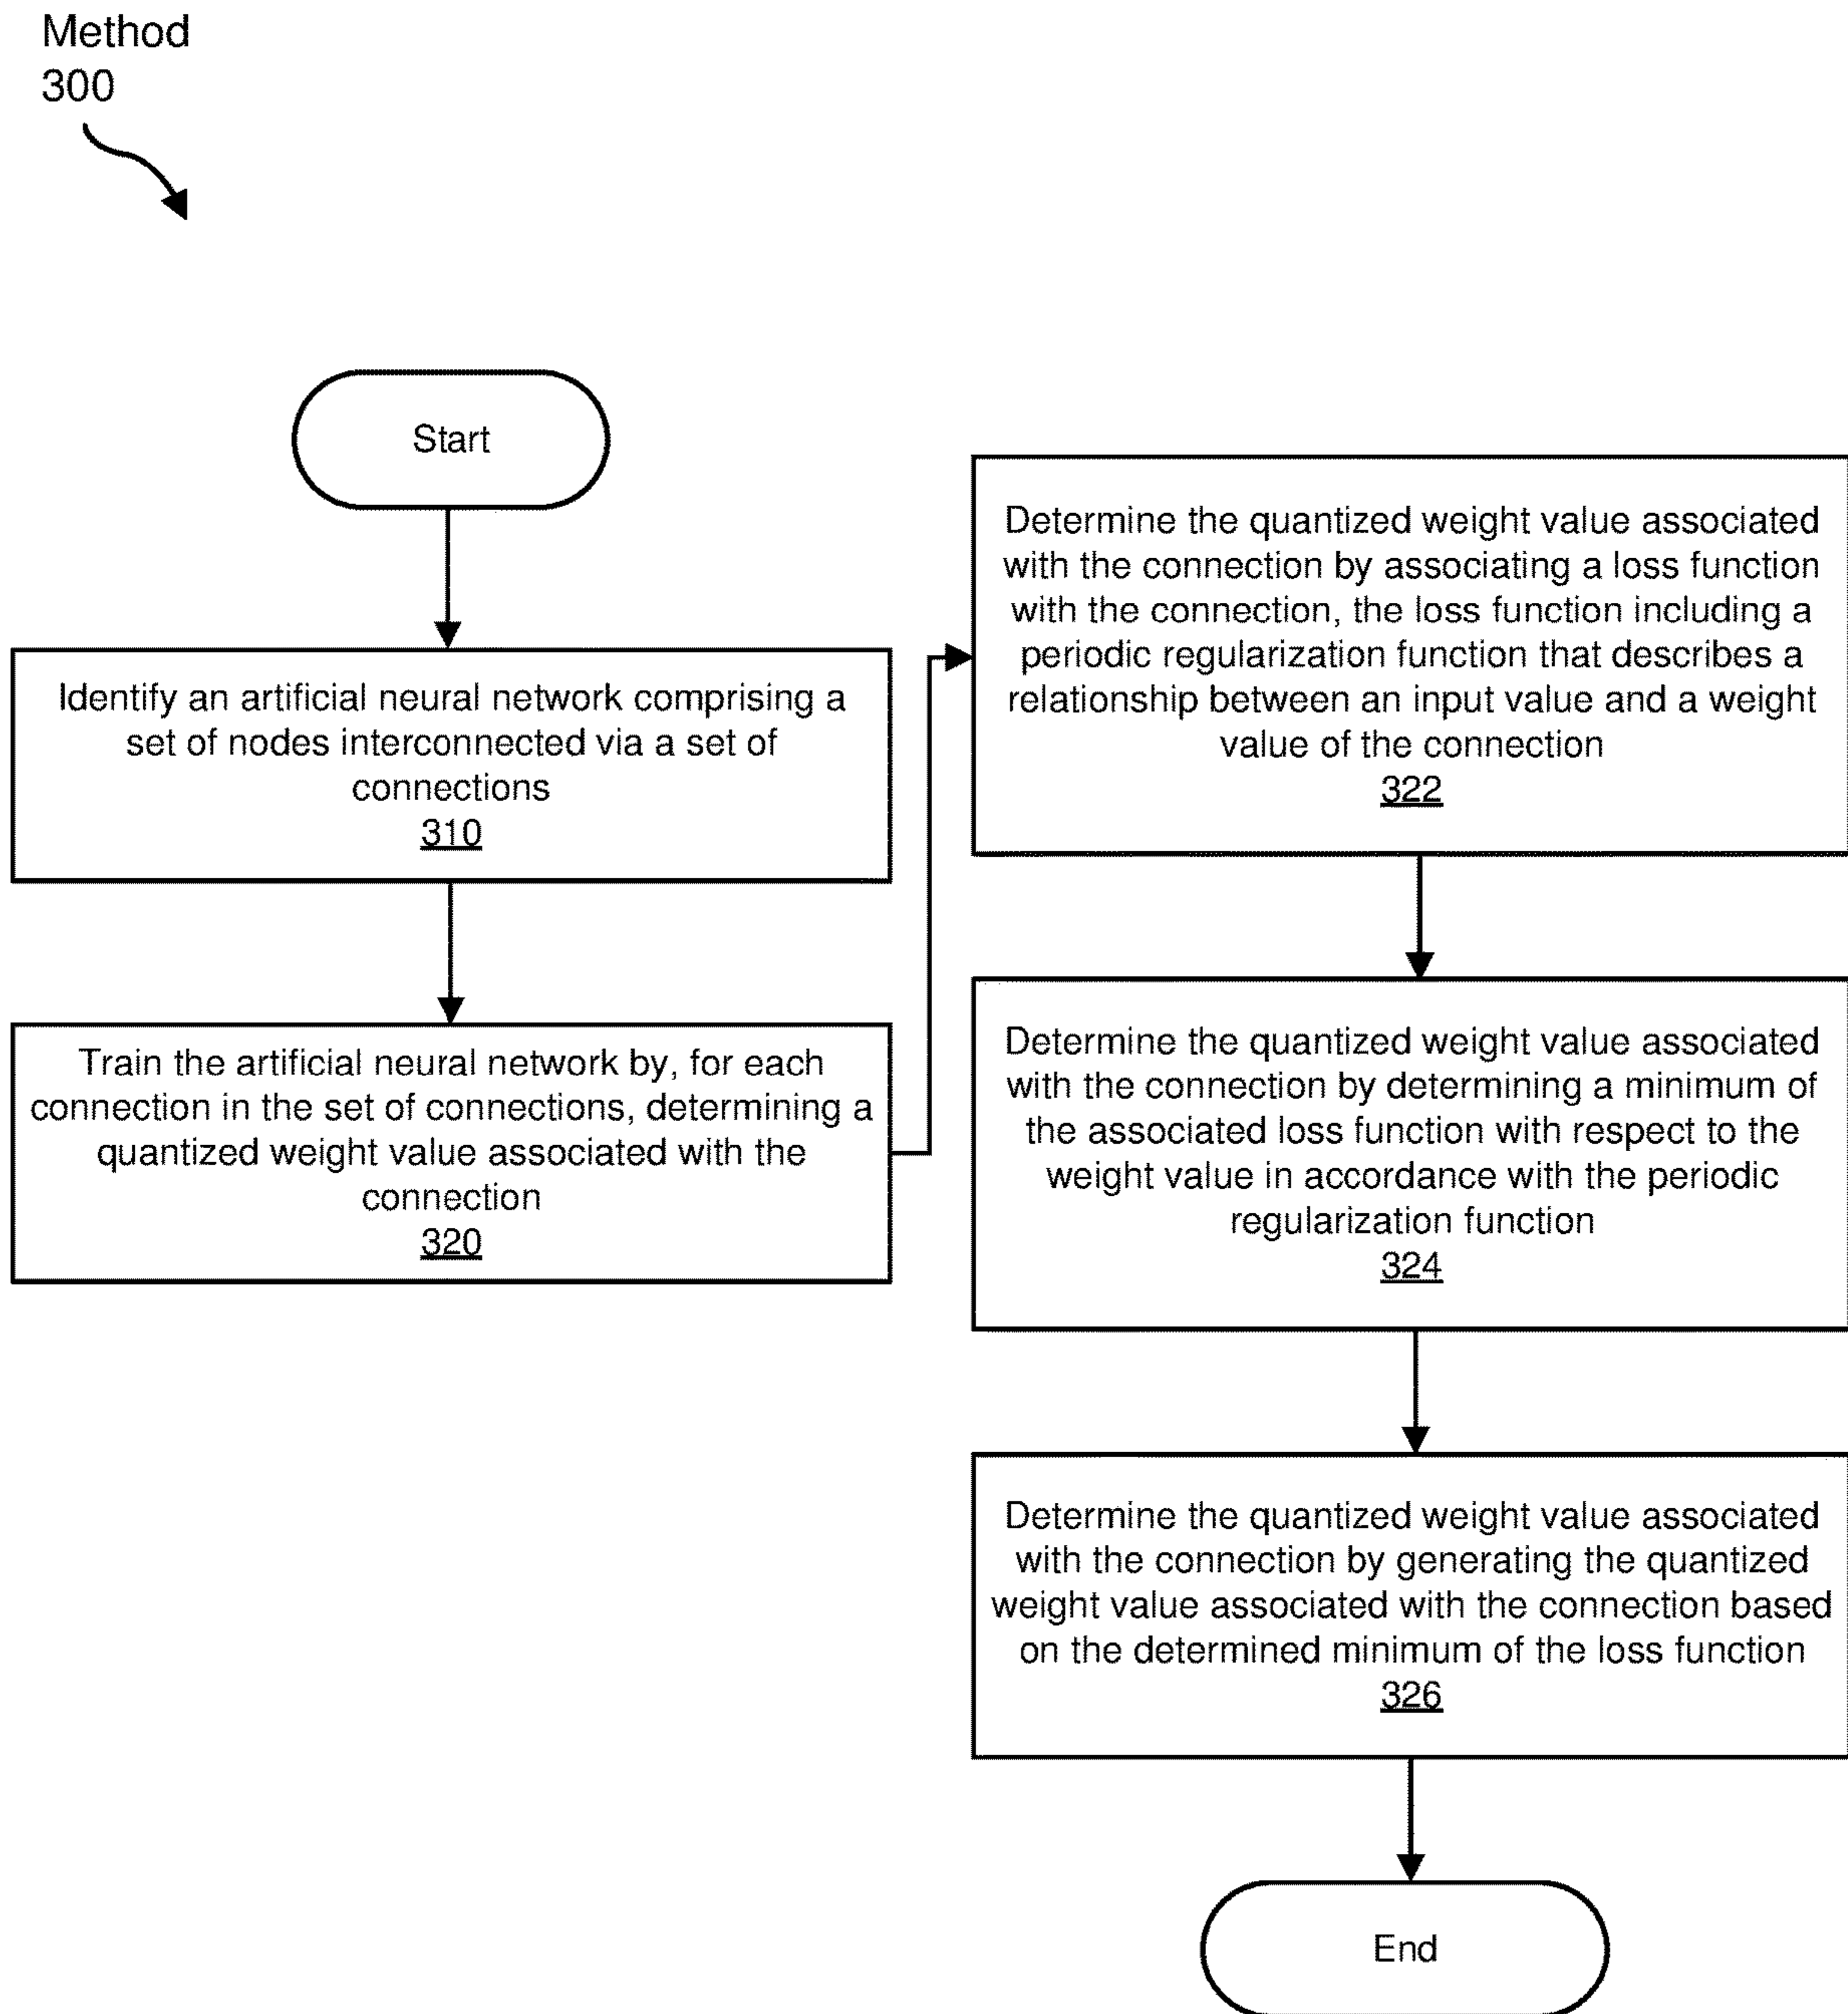 Method
300
Start
Identify an artificial neural network comprising a
set of nodes interconnected via a set of
connections
310
Train the artificial neural network by, for each
connection in the set of connections, determining a
quantized weight value associated with the
connection
320
Determine the quantized weight value associated
with the connection by associating a loss function
with the connection, the loss function including a
periodic regularization function that describes a
relationship between an input value and a weight
value of the connection
322
Determine the quantized weight value associated
with the connection by determining a minimum of
the associated loss function with respect to the
weight value in accordance with the periodic
regularization function
324
Determine the quantized weight value associated
with the connection by generating the quantized
weight value associated with the connection based
on the determined minimum of the loss function
326
End